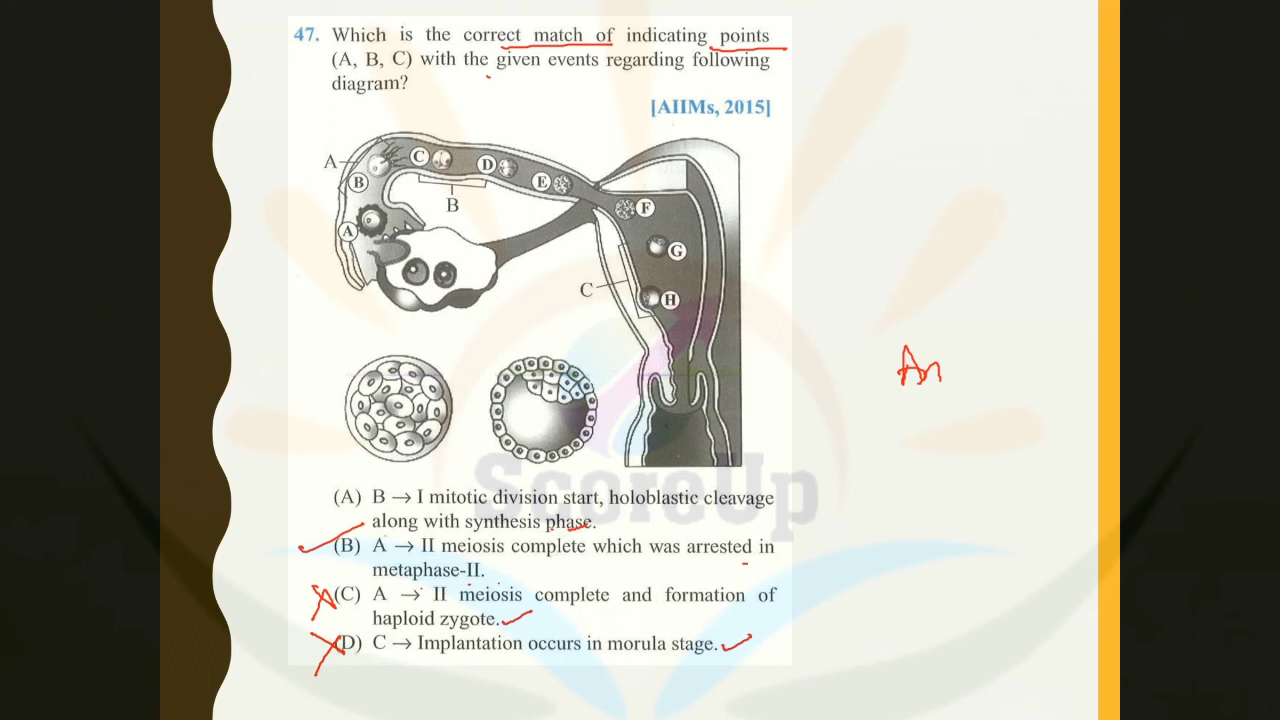 47. Which is the correct match of indicating points
(A, B, C) with the given events regarding following
diagram?
[AIIMs, 2015]
A
C
D
B
E
B
A
F
G
C
H
An
ScoreUp
(A) B → I mitotic division start, holoblastic cleavage
along with synthesis phase.
(B) A → II meiosis complete which was arrested in
metaphase-II.
(C) A → II meiosis complete and formation of
haploid zygote.
(D) C → Implantation occurs in morula stage.